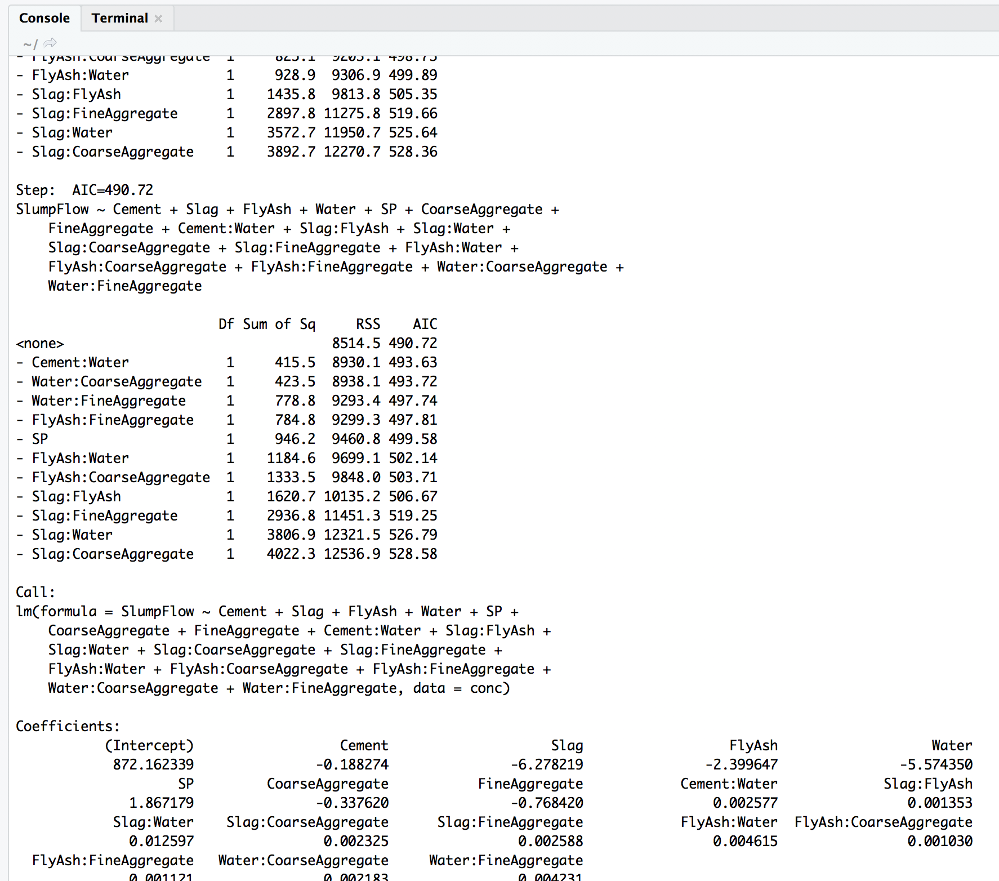 Console Terminal ×
~/
- FlyAsh:CoarseAggregate 1 825.1 9203.1 498.73
- FlyAsh:Water 1 928.9 9306.9 499.89
- Slag:FlyAsh 1 1435.8 9813.8 505.35
- Slag:FineAggregate 1 2897.8 11275.8 519.66
- Slag:Water 1 3572.7 11950.7 525.64
- Slag:CoarseAggregate 1 3892.7 12270.7 528.36
Step: AIC=490.72
SlumpFlow ~ Cement + Slag + FlyAsh + Water + SP + CoarseAggregate +
FineAggregate + Cement:Water + Slag:FlyAsh + Slag:Water +
Slag:CoarseAggregate + Slag:FineAggregate + FlyAsh:Water +
FlyAsh:CoarseAggregate + FlyAsh:FineAggregate + Water:CoarseAggregate +
Water:FineAggregate
Df Sum of Sq RSS AIC
<none> 8514.5 490.72
- Cement:Water 1 415.5 8930.1 493.63
- Water:CoarseAggregate 1 423.5 8938.1 493.72
- Water:FineAggregate 1 778.8 9293.4 497.74
- FlyAsh:FineAggregate 1 784.8 9299.3 497.81
- SP 1 946.2 9460.8 499.58
- FlyAsh:Water 1 1184.6 9699.1 502.14
- FlyAsh:CoarseAggregate 1 1333.5 9848.0 503.71
- Slag:FlyAsh 1 1620.7 10135.2 506.67
- Slag:FineAggregate 1 2936.8 11451.3 519.25
- Slag:Water 1 3806.9 12321.5 526.79
- Slag:CoarseAggregate 1 4022.3 12536.9 528.58
Call:
lm(formula = SlumpFlow ~ Cement + Slag + FlyAsh + Water + SP +
CoarseAggregate + FineAggregate + Cement:Water + Slag:FlyAsh +
Slag:Water + Slag:CoarseAggregate + Slag:FineAggregate +
FlyAsh:Water + FlyAsh:CoarseAggregate + FlyAsh:FineAggregate +
Water:CoarseAggregate + Water:FineAggregate, data = conc)
Coefficients:
(Intercept) Cement Slag FlyAsh Water
872.162339 -0.188274 -6.278219 -2.399647 -5.574350
SP CoarseAggregate FineAggregate Cement:Water Slag:FlyAsh
1.867179 -0.337620 -0.768420 0.002577 0.001353
Slag:Water Slag:CoarseAggregate Slag:FineAggregate FlyAsh:Water FlyAsh:CoarseAggregate
0.012597 0.002325 0.002588 0.004615 0.001030
FlyAsh:FineAggregate Water:CoarseAggregate Water:FineAggregate
0.001121 0.002183 0.004231